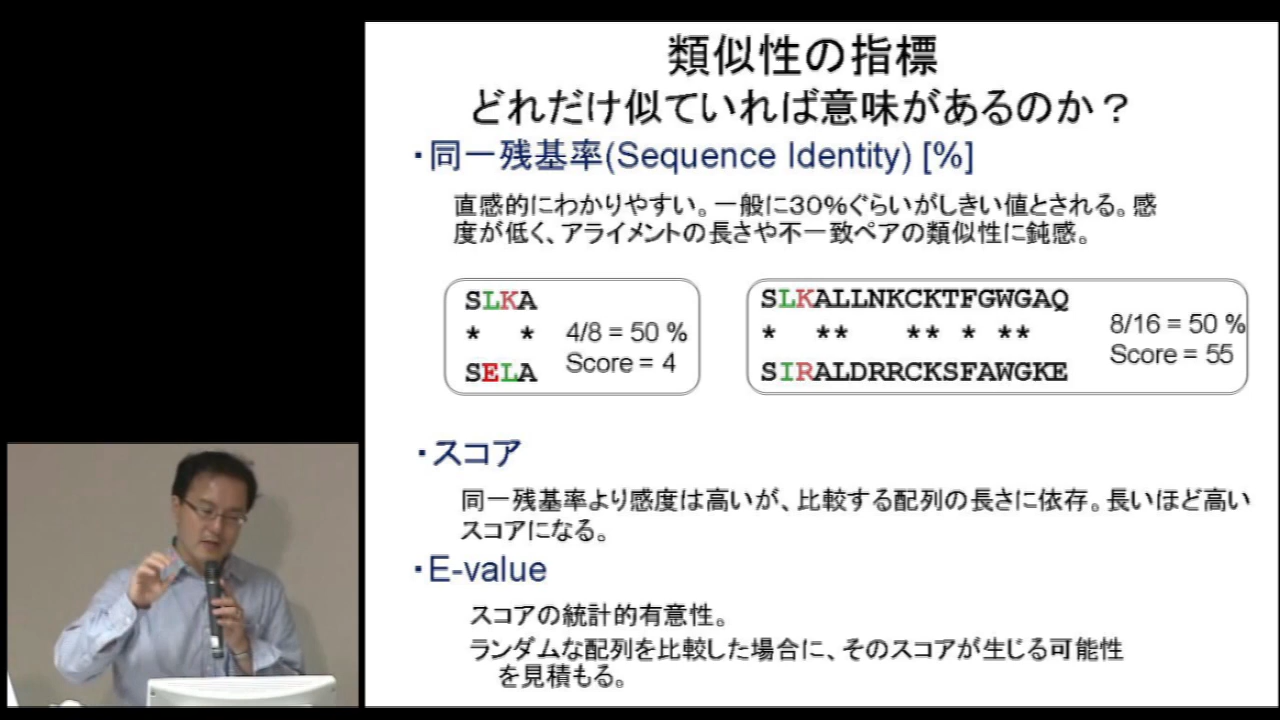 類似性の指標
どれだけ似ていれば意味があるのか？
・同一残基率(Sequence Identity) [%]
直感的にわかりやすい。一般に30%ぐらいがしきい値とされる。感
度が低く、アライメントの長さや不一致ペアの類似性に鈍感。
SLKA
* *
SELA
4/8 = 50 %
Score = 4
SLKALLNKCKTFGWGAQ
* ** ** * **
SIRALDRRCKSFAWGKE
8/16 = 50 %
Score = 55
・スコア
同一残基率より感度は高いが、比較する配列の長さに依存。長いほど高い
スコアになる。
・E-value
スコアの統計的有意性。
ランダムな配列を比較した場合に、そのスコアが生じる可能性
を見積もる。